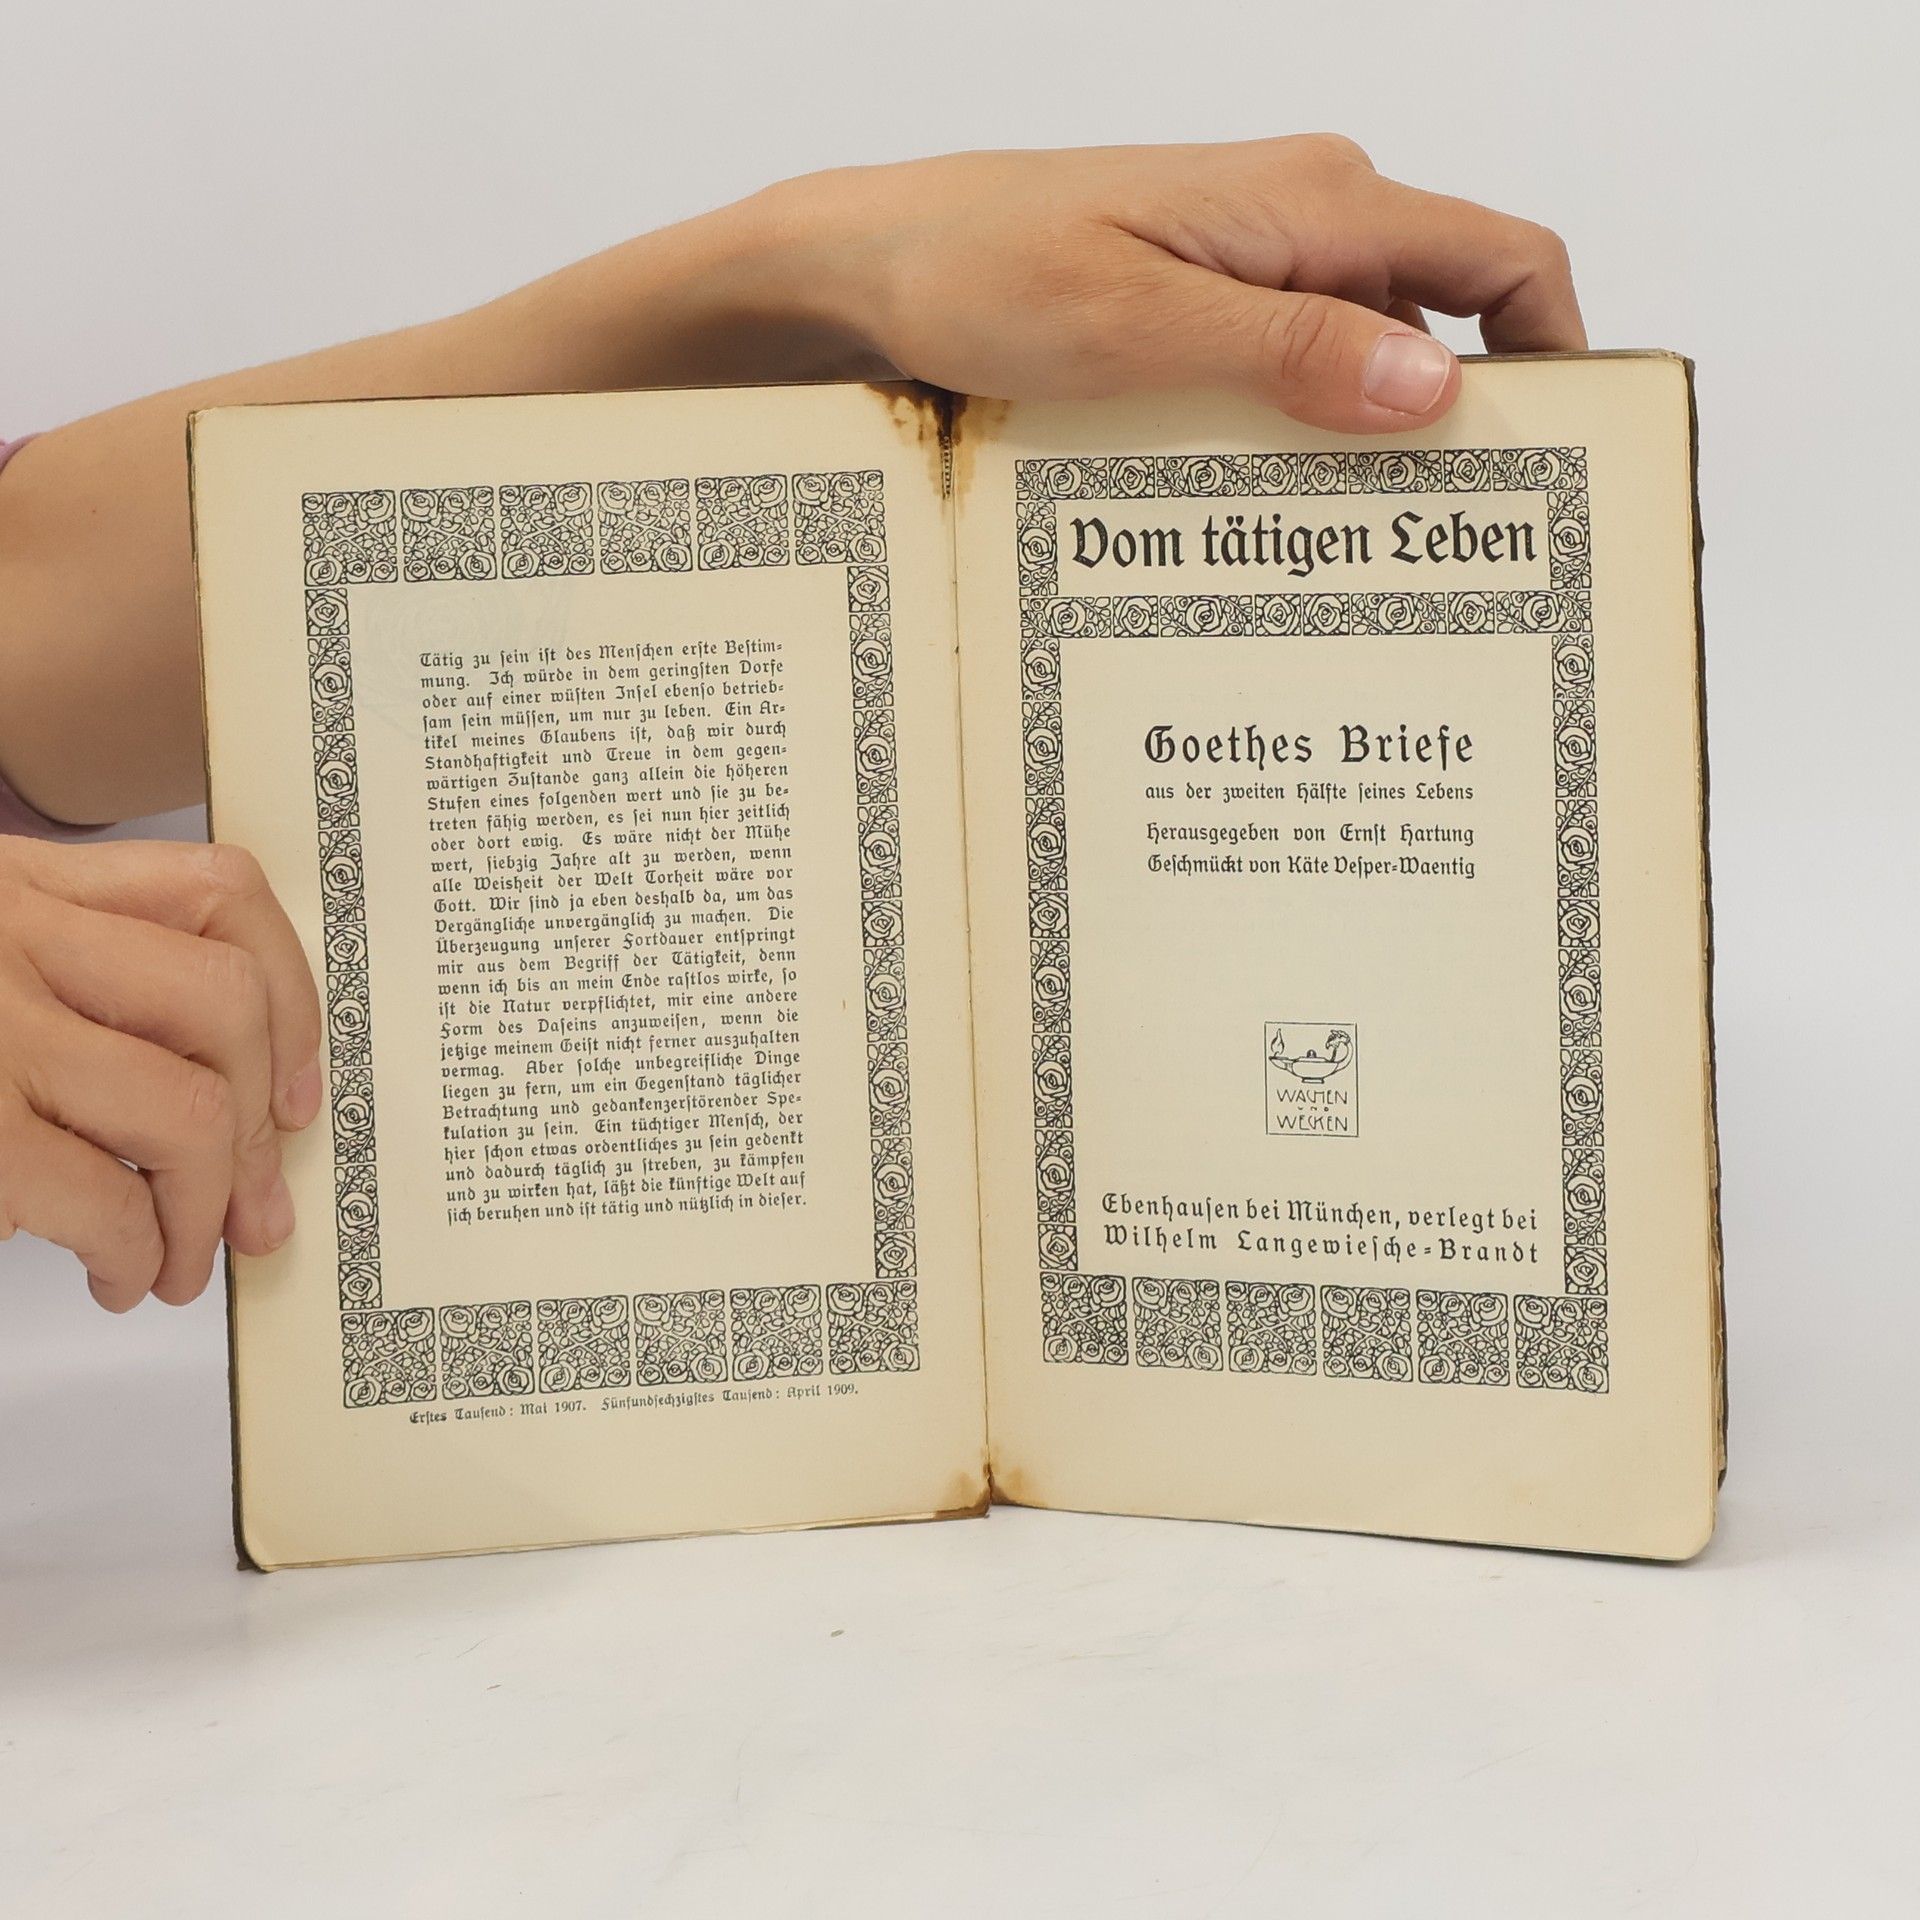 Tätig zu sein ist des Menschen erste Bestim-
mung. Ich würde in dem geringsten Dorfe
oder auf einer wüsten Insel ebenso betrieb-
sam sein müssen, um nur zu leben. Ein Ar-
tikel meines Glaubens ist, daß wir durch
Standhaftigkeit und Treue in dem gegen-
wärtigen Zustande ganz allein die höheren
Stufen eines folgenden wert und sie zu be-
treten fähig werden, es sei nun hier zeitlich
oder dort ewig. Es wäre nicht der Mühe
wert, siebzig Jahre alt zu werden, wenn
alle Weisheit der Welt Torheit wäre vor
Gott. Wir sind ja eben deshalb da, um das
Vergängliche unvergänglich zu machen. Die
Überzeugung unserer Fortdauer entspringt
mir aus dem Begriff der Tätigkeit, denn
wenn ich bis an mein Ende rastlos wirke, so
ist die Natur verpflichtet, mir eine andere
Form des Daseins anzuweisen, wenn die
jetzige meinem Geist nicht ferner auszuhalten
vermag. Aber solche unbegreifliche Dinge
liegen zu fern, um ein Gegenstand täglicher
Betrachtung und gedankenzerstörender Spe-
kulation zu sein. Ein tüchtiger Mensch, der
hier schon etwas ordentliches zu sein gedenkt
und dadurch täglich zu streben, zu kämpfen
und zu wirken hat, läßt die künftige Welt auf
sich beruhen und ist tätig und nützlich in dieser.
Erstes Tausend: Mai 1907. Fünfundsechzigstes Tausend: April 1909.
Vom tätigen Leben
Goethes Briefe
aus der zweiten Hälfte seines Lebens
Herausgegeben von Ernst Hartung
Geschmückt von Käte Vesper-Waentig
WACHEN
UND
WECKEN
Ebenhausen bei München, verlegt bei
Wilhelm Langewiesche-Brandt